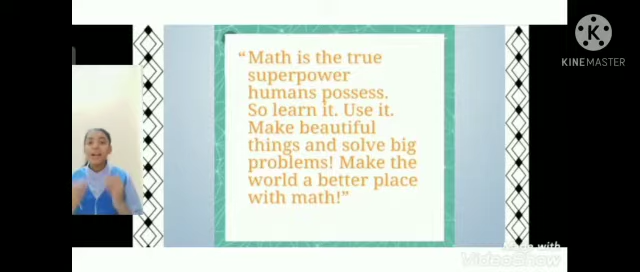 “Math is the true
superpower
humans possess.
So learn it. Use it.
Make beautiful
things and solve big
problems! Make the
world a better place
with math!”
KINEMASTER
with
VideoShow